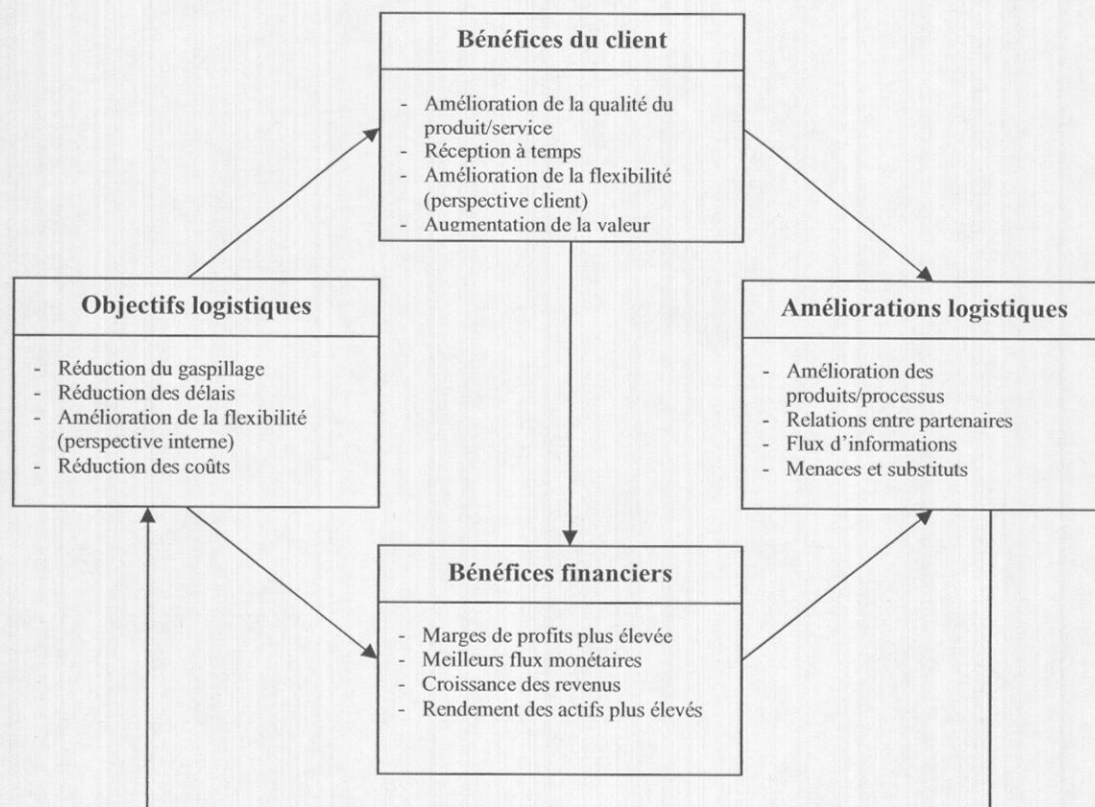 Bénéfices du client
- Amélioration de la qualité du
produit/service
- Réception à temps
- Amélioration de la flexibilité
(perspective client)
- Augmentation de la valeur
Objectifs logistiques
- Réduction du gaspillage
- Réduction des délais
- Amélioration de la flexibilité
(perspective interne)
- Réduction des coûts
Améliorations logistiques
- Amélioration des
produits/processus
- Relations entre partenaires
- Flux d'informations
- Menaces et substituts
Bénéfices financiers
- Marges de profits plus élevée
- Meilleurs flux monétaires
- Croissance des revenus
- Rendement des actifs plus élevés